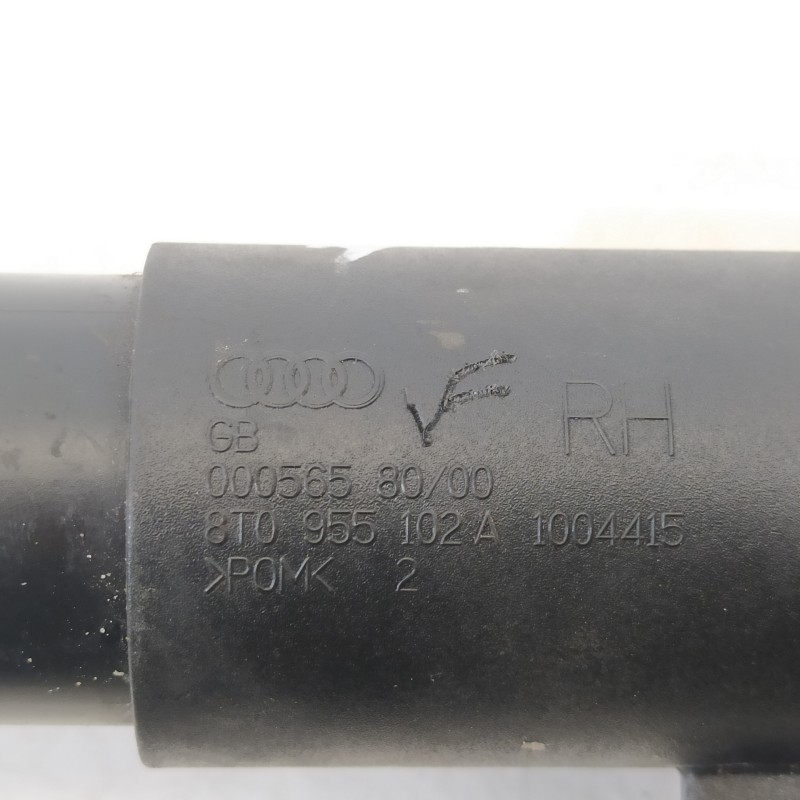 RH
GB
000565 80/00
8T0 955 102 A 1004415
>POM< 2